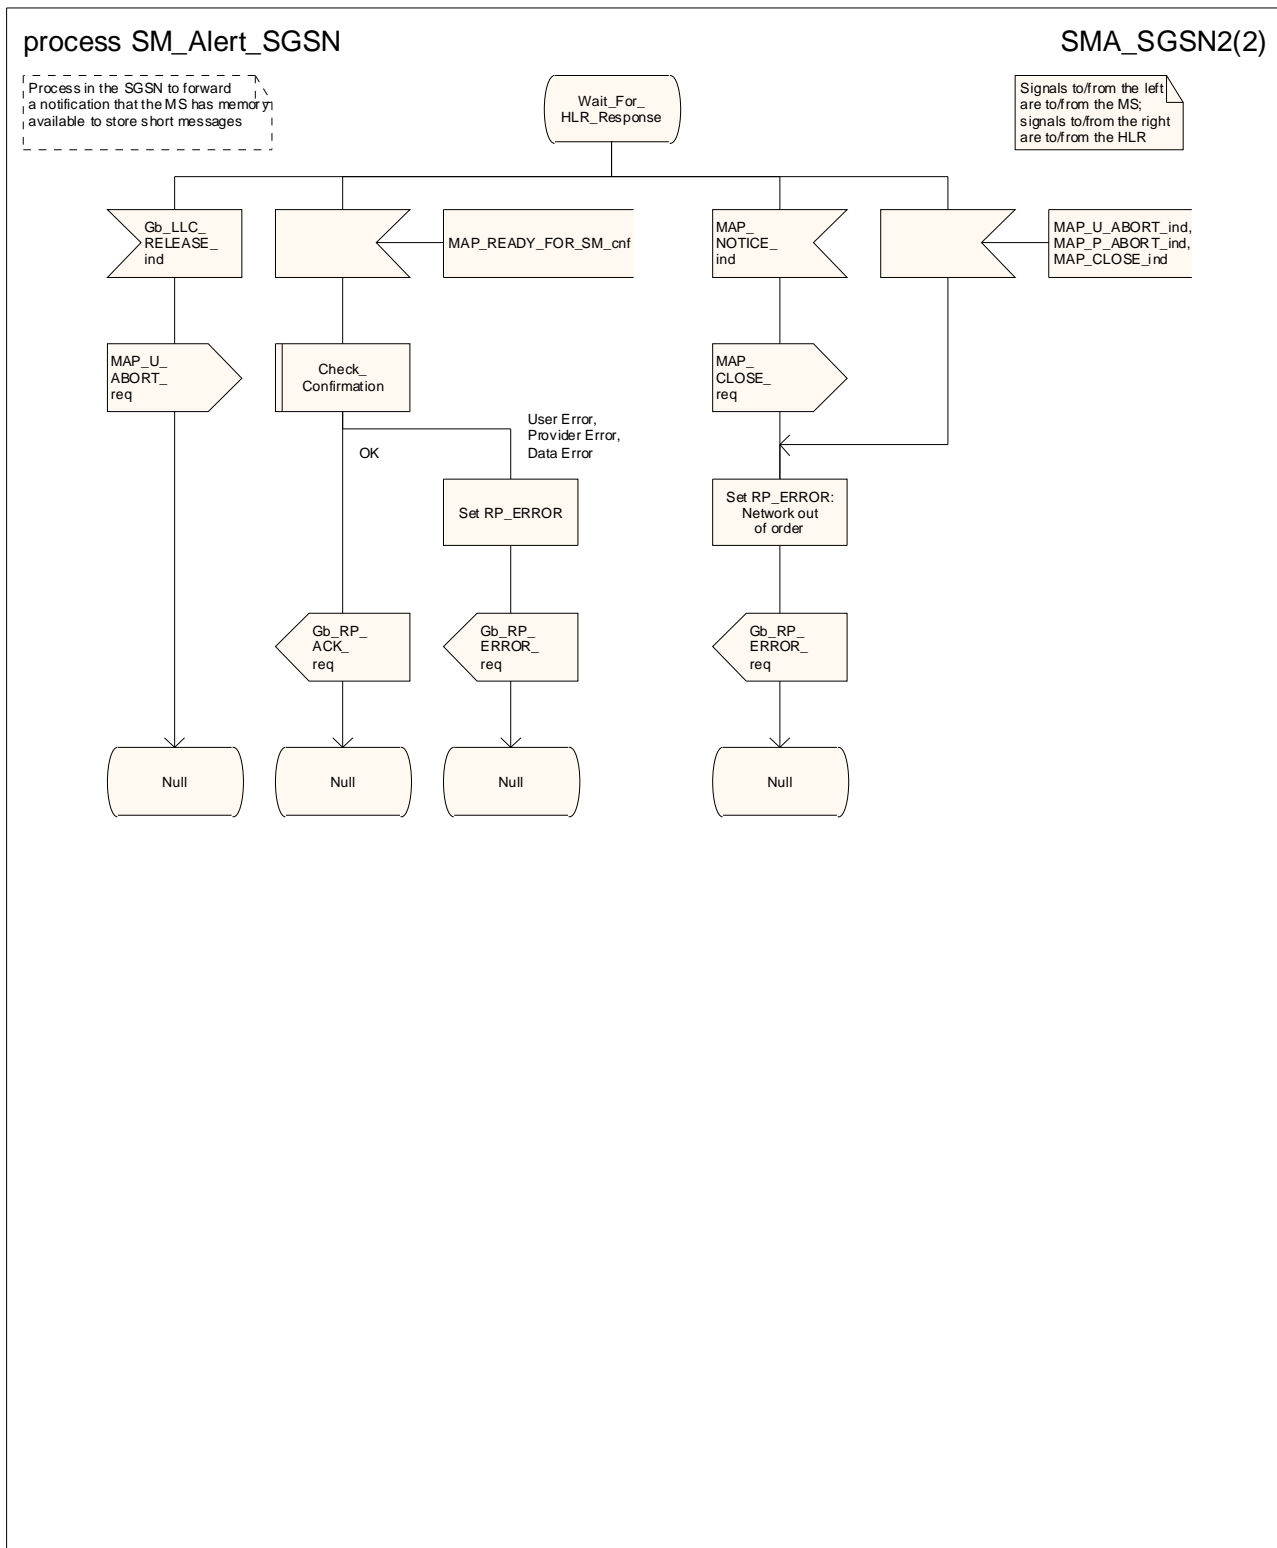 process SM_Alert_SGSN
SMA_SGSN2(2)
Process in the SGSN to forward
a notification that the MS has memory
available to store short messages
Wait_For_
HLR_Response
Signals to/from the left
are to/from the MS;
signals to/from the right
are to/from the HLR
Gb_LLC_
RELEASE_
ind
MAP_READY_FOR_SM_cnf
MAP_
NOTICE_
ind
MAP_U_ABORT_ind,
MAP_P_ABORT_ind,
MAP_CLOSE_ind
MAP_U_
ABORT_
req
Check_
Confirmation
MAP_
CLOSE_
req
OK
User Error,
Provider Error,
Data Error
Set RP_ERROR
Set RP_ERROR:
Network out
of order
Gb_RP_
ACK_
req
Gb_RP_
ERROR_
req
Gb_RP_
ERROR_
req
Null
Null
Null
Null